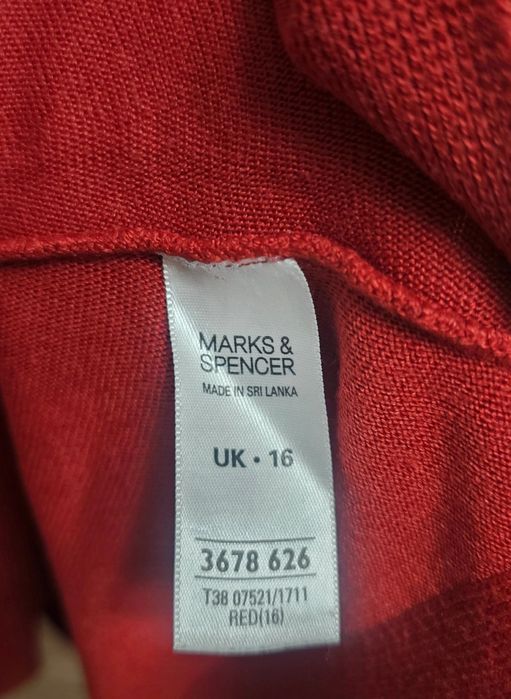 MARKS &
SPENCER
MADE IN SRI LANKA
UK • 16
3678 626
T38 07521/1711
RED(16)